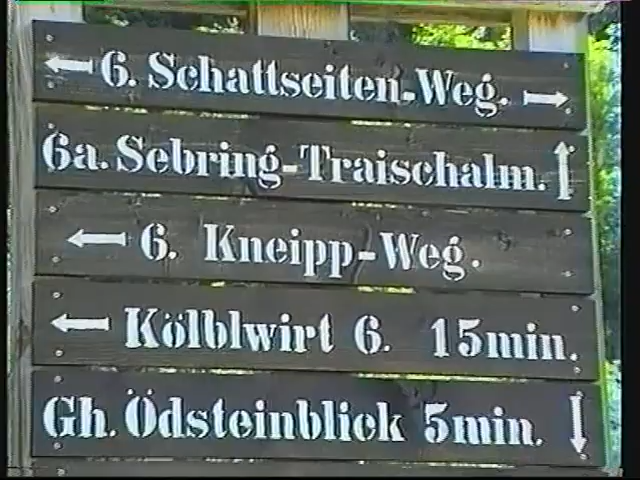 ← 6. Schattseiten-Weg. →
6a. Sebring-Traischalm. ↕
← 6. Kneipp-Weg.
← Kölblwirt 6. 15min.
Gh. Ödsteinblick 5min. ↕